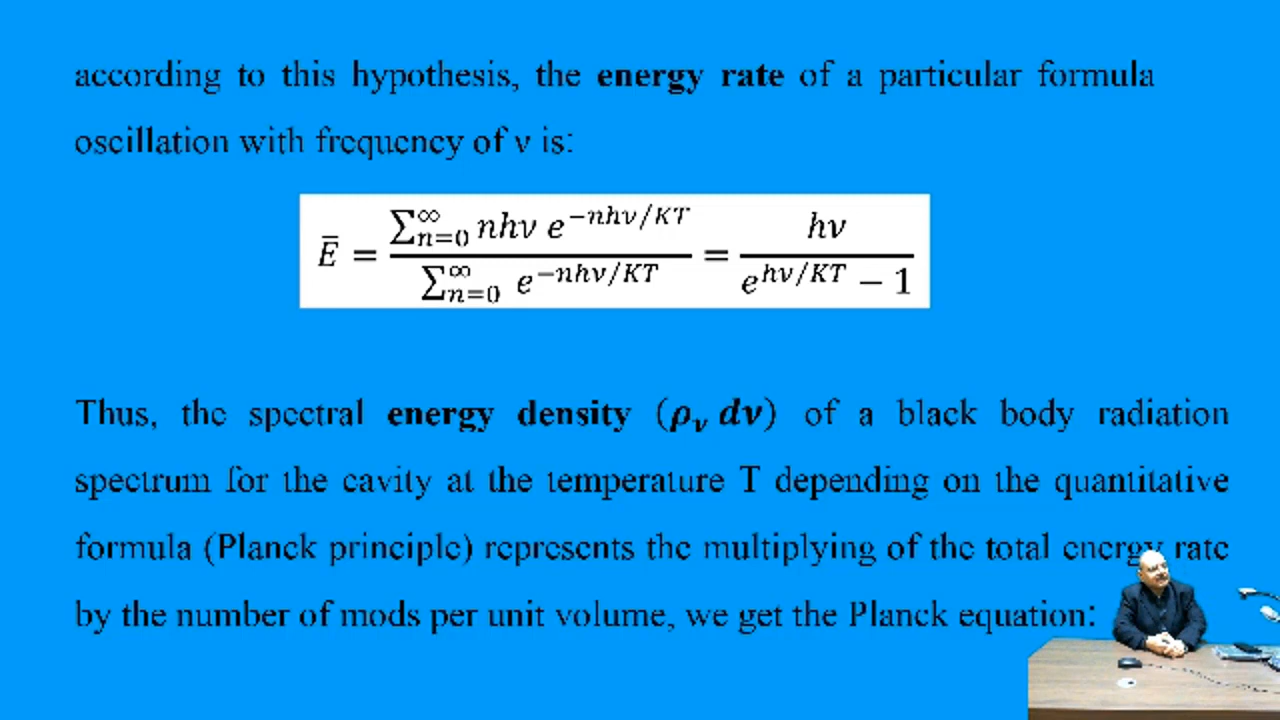 according to this hypothesis, the energy rate of a particular formula
oscillation with frequency of ν is:
Ē = ∑_{n=0}^{∞} nhν e^{−nhν/KT} / ∑_{n=0}^{∞} e^{−nhν/KT} = hν / (e^{hν/KT} − 1)
Thus, the spectral energy density (ρ_ν dν) of a black body radiation
spectrum for the cavity at the temperature T depending on the quantitative
formula (Planck principle) represents the multiplying of the total energy rate
by the number of mods per unit volume, we get the Planck equation: